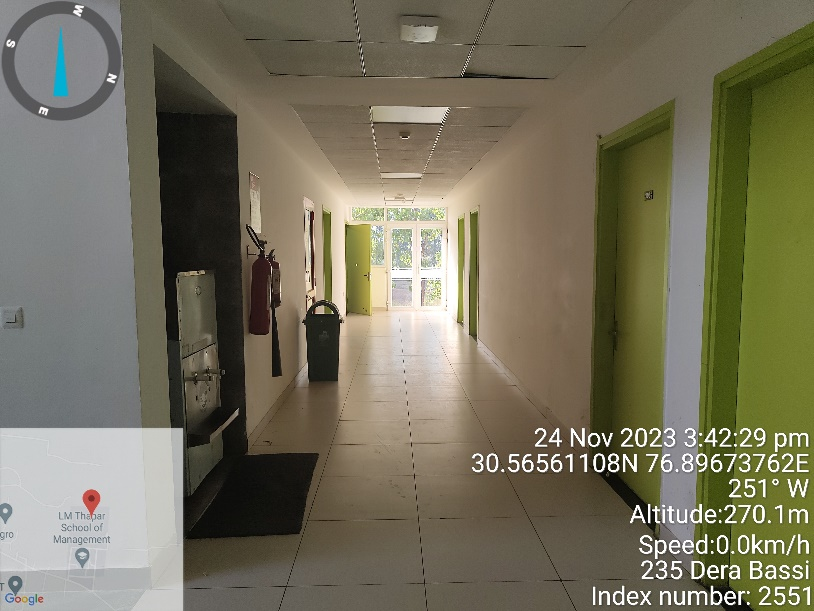 W
S
N
E
24 Nov 2023 3:42:29 pm
30.56561108N 76.89673762E
251° W
Altitude:270.1m
Speed:0.0km/h
235 Dera Bassi
Index number: 2551
LM Thapar
School of
Management
gro
T
Google